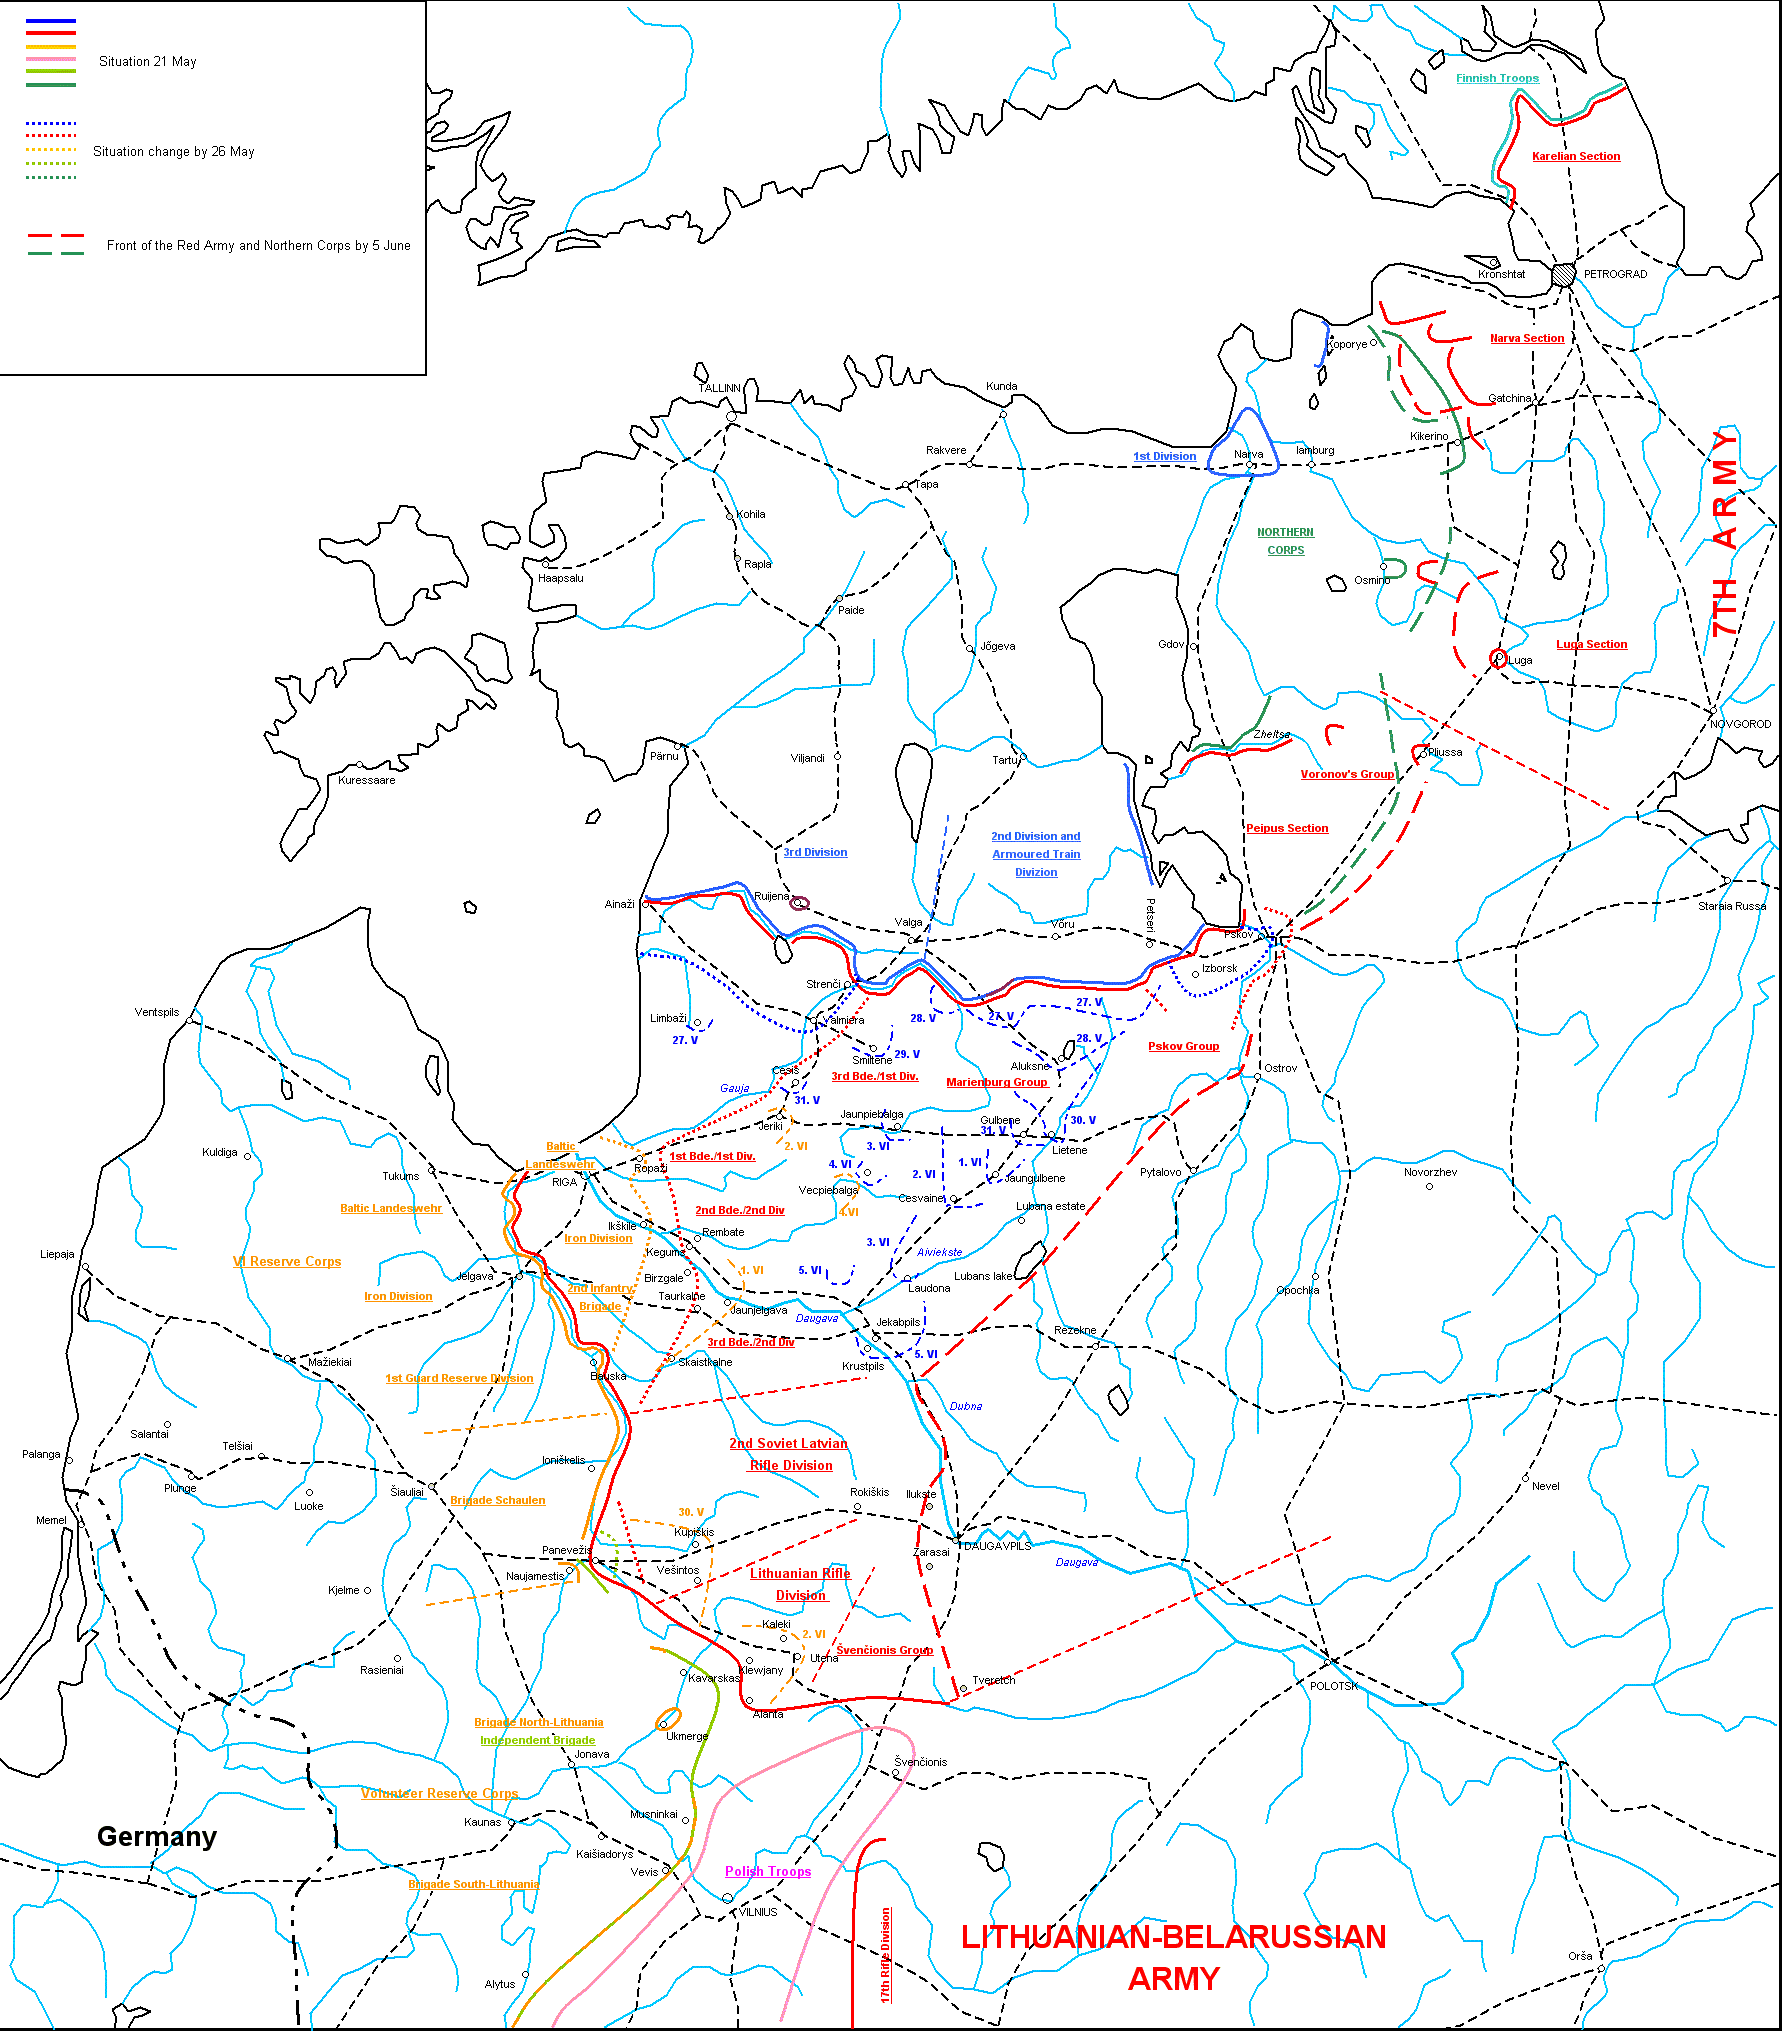 Situation 21 May
Situation change by 26 May
Front of the Red Army and Northern Corps by 5 June
Finnish Troops
Karelian Section
Kronshtat
PETROGRAD
Koporye
Narva Section
Gatchina
Kikerino
TALLINN
Kunda
Rakvere
1st Division
Narva
Iamburg
Tapa
Kohila
Rapla
Haapsalu
Paide
NORTHERN
CORPS
Osmino
7TH ARMY
Jõgeva
Gdov
Luga Section
Luga
NOVGOROD
Zheltsa
Pärnu
Viljandi
Tartu
Pliussa
Kuressaare
Voronov's Group
Peipus Section
2nd Division and
Armoured Train
Divizion
3rd Division
Ruijena
Ainaži
Valga
Võru
Petseri
Pskov
Staraia Russa
Izborsk
Strenči
Ventspils
Limbaži
27. V
Valmiera
28. V
27. V
27. V
28. V
Smiltene
29. V
Pskov Group
Aluksne
Ostrov
Cēsis
3rd Bde./1st Div.
Marienburg Group
Gauja
31. V
Jaunpiebalga
Jeriki
2. VI
3. VI
Gulbene
31. V
30. V
Lietene
Baltic
Landeswehr
Kuldiga
Tukums
RIGA
Ropaži
1st Bde./1st Div.
4. VI
2. VI
1. VI
Jaungulbene
Pytalovo
Novorzhev
Vecpiebalga
Cesvaine
4.VI
Baltic Landeswehr
2nd Bde./2nd Div
Lubana estate
Ikškile
Iron Division
Rembate
Kegums
3. VI
Aiviekste
Liepaja
VI Reserve Corps
Jelgava
Birzgale
1. VI
5. VI
Lubans lake
Laudona
Opochka
Iron Division
2nd Infantry
Brigade
Taurkalne
Jaunjelgava
Daugava
Jekabpils
Rezekne
3rd Bde./2nd Div
Krustpils
5. VI
Mažiekiai
Skaistkalne
Bauska
1st Guard Reserve Division
Dubna
Salantai
Palanga
Telšiai
Plunge
Luoke
Šiauliai
Ioniškelis
2nd Soviet Latvian
Rifle Division
Nevel
Brigade Schaulen
Rokiškis
Ilukste
30. V
Memel
Kupiškis
DAUGAVPILS
Panevežis
Zarasai
Daugava
Naujamestis
Vešintos
Lithuanian Rifle
Division
Kjelme
Kaleki
2. VI
Utena
Švenčionis Group
Rasieniai
Klewjany
Kavarskas
Tveretch
POLOTSK
Alanta
Brigade North-Lithuania
Independent Brigade
Ukmerge
Jonava
Švenčionis
Volunteer Reserve Corps
Musninkai
Kaunas
Germany
Kaišiadorys
Vevis
Polish Troops
Brigade South-Lithuania
VILNIUS
17th Rifle Division
LITHUANIAN-BELARUSSIAN
ARMY
Orša
Alytus